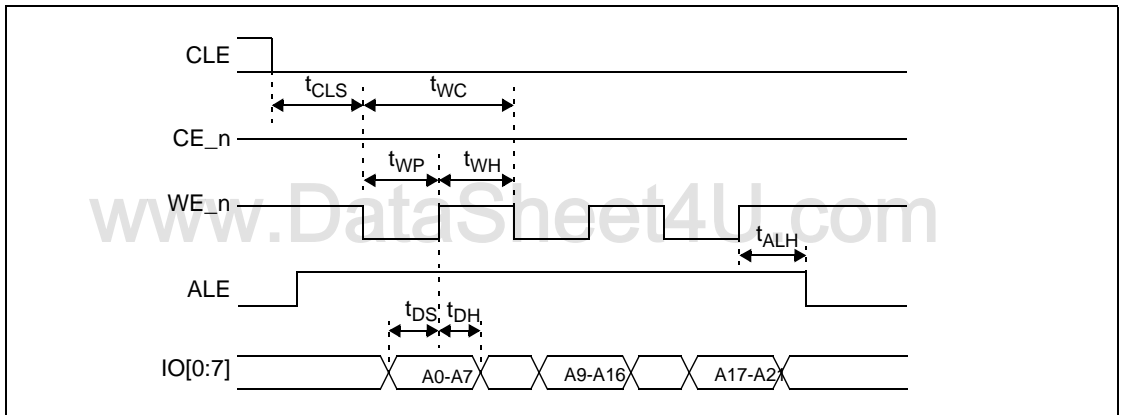 CLE
tCLS tWC
CE_n
tWP tWH
WE_n
www.DataSheet4U.com
tALH
ALE
tDS tDH
IO[0:7]
A0-A7 A9-A16 A17-A21